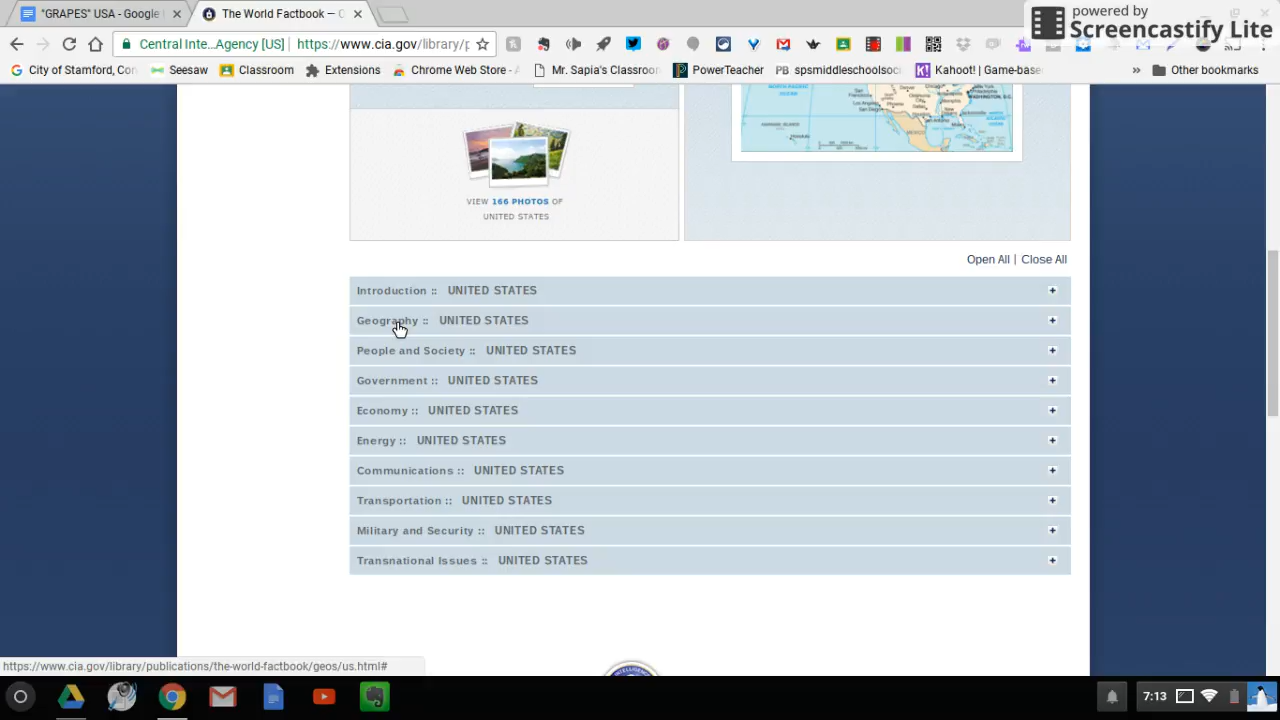 "GRAPES" USA - Google
The World Factbook — C
powered by
Screencastify Lite
Central Inte...Agency [US]
https://www.cia.gov/library/p
City of Stamford, Con
Seesaw
Classroom
Extensions
Chrome Web Store - A
Mr. Sapia's Classroom
PowerTeacher
PB spsmiddleschoolsoc
Kahoot! | Game-base
» Other bookmarks
VIEW 166 PHOTOS OF
UNITED STATES
WASHINGTON, D.C.
MEXICO
Open All | Close All
Introduction :: UNITED STATES +
Geography :: UNITED STATES +
People and Society :: UNITED STATES +
Government :: UNITED STATES +
Economy :: UNITED STATES +
Energy :: UNITED STATES +
Communications :: UNITED STATES +
Transportation :: UNITED STATES +
Military and Security :: UNITED STATES +
Transnational Issues :: UNITED STATES +
https://www.cia.gov/library/publications/the-world-factbook/geos/us.html#
7:13